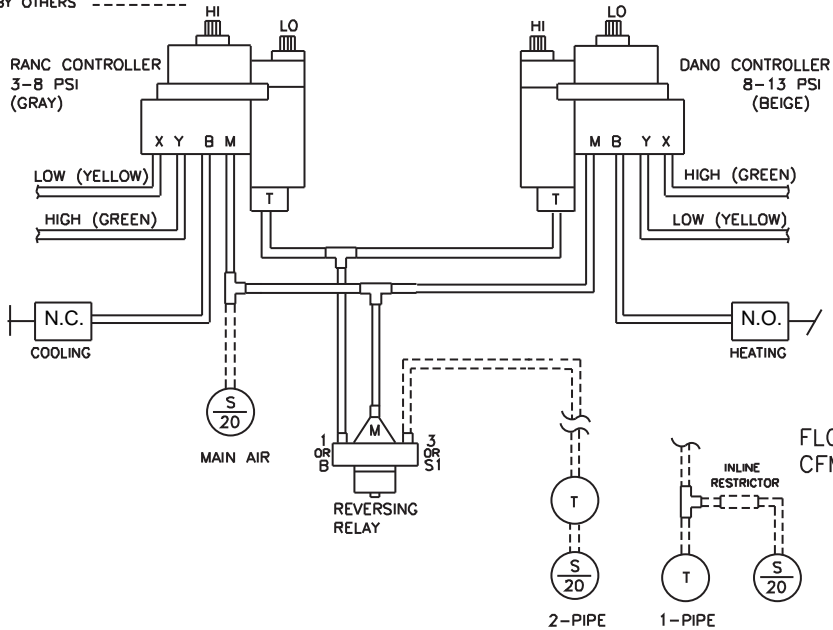 BY OTHERS
HI
LO
HI
LO
RANC CONTROLLER
3-8 PSI
(GRAY)
DANO CONTROLLER
8-13 PSI
(BEIGE)
X Y B M
M B Y X
T
T
LOW (YELLOW)
HIGH (GREEN)
HIGH (GREEN)
LOW (YELLOW)
N.C.
COOLING
N.O.
HEATING
S
20
MAIN AIR
M
1
OR
B
3
OR
S1
REVERSING
RELAY
T
S
20
2-PIPE
INLINE
RESTRICTOR
T
S
20
1-PIPE